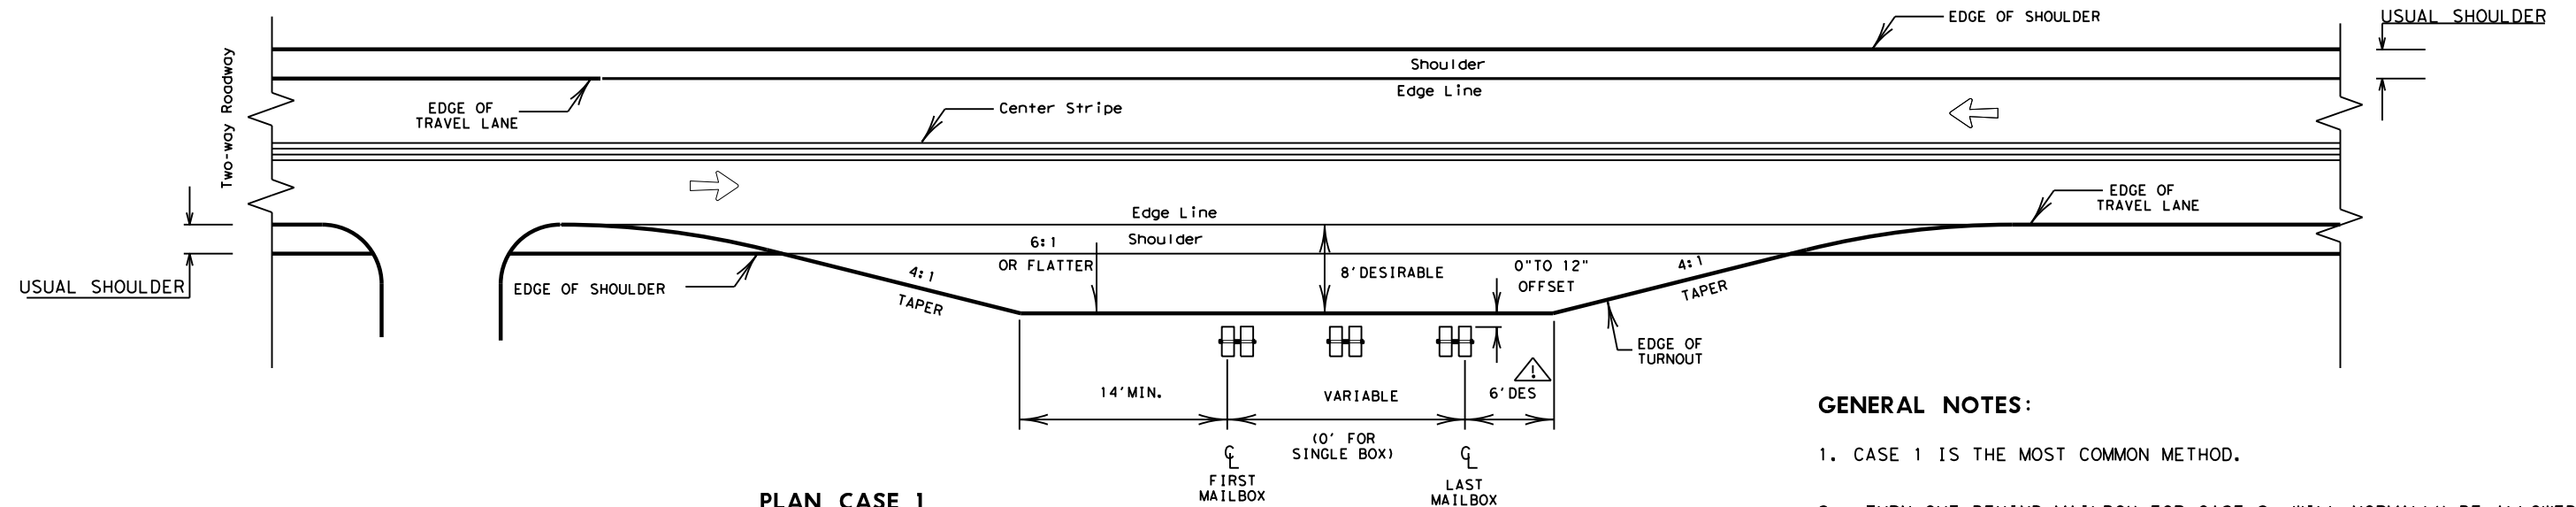 EDGE OF SHOULDER
USUAL SHOULDER
Two-way Roadway
Shoulder
Edge Line
EDGE OF
TRAVEL LANE
Center Stripe
EDGE OF
TRAVEL LANE
Edge Line
Shoulder
6:1
OR FLATTER
8' DESIRABLE
0" TO 12"
OFFSET
4:1
TAPER
4:1
TAPER
USUAL SHOULDER
EDGE OF SHOULDER
EDGE OF
TURNOUT
14' MIN.
VARIABLE
6' DES
!
(0' FOR
SINGLE BOX)
CL
FIRST
MAILBOX
CL
LAST
MAILBOX
PLAN CASE 1
GENERAL NOTES:
1. CASE 1 IS THE MOST COMMON METHOD.